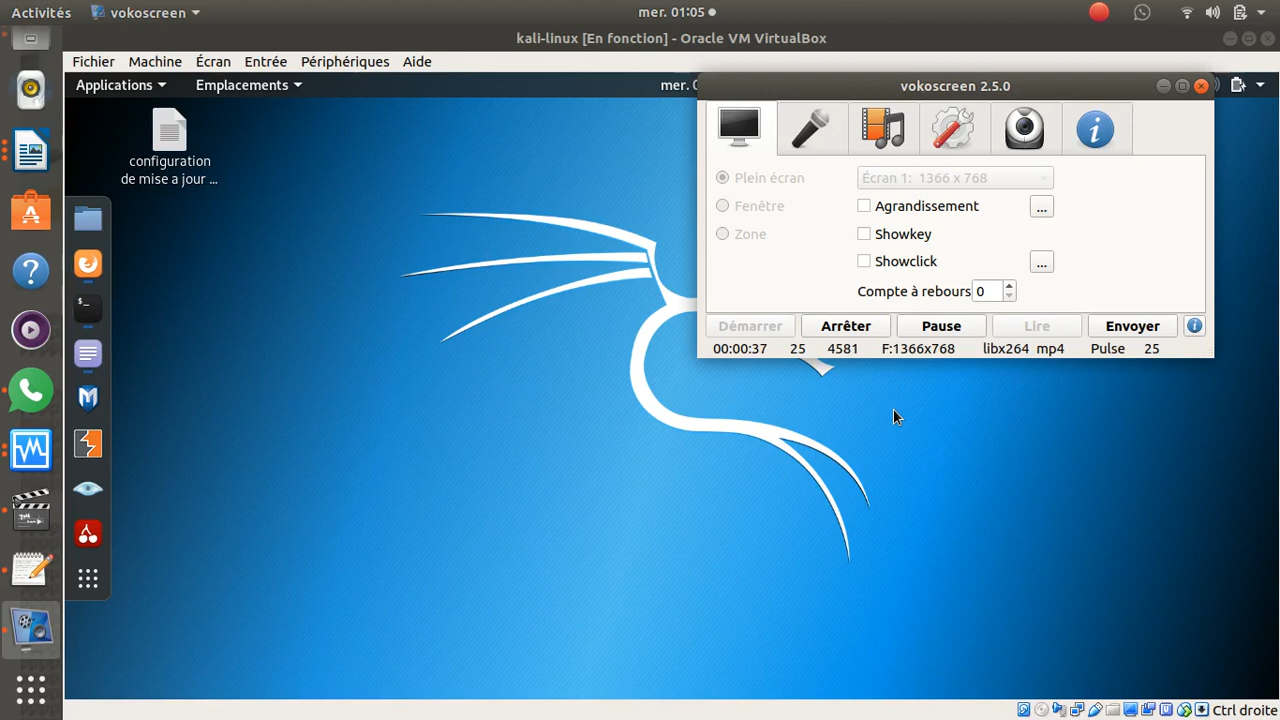 Activités
vokoscreen
mer. 01:05
kali-linux [En fonction] - Oracle VM VirtualBox
Fichier Machine Écran Entrée Périphériques Aide
Applications Emplacements mer.
vokoscreen 2.5.0
configuration
de mise a jour ...
Plein écran Écran 1: 1366 x 768
Fenêtre Agrandissement ...
Zone Showkey
Showclick ...
Compte à rebours 0
Démarrer Arrêter Pause Lire Envoyer
00:00:37 25 4581 F:1366x768 libx264 mp4 Pulse 25
Ctrl droite